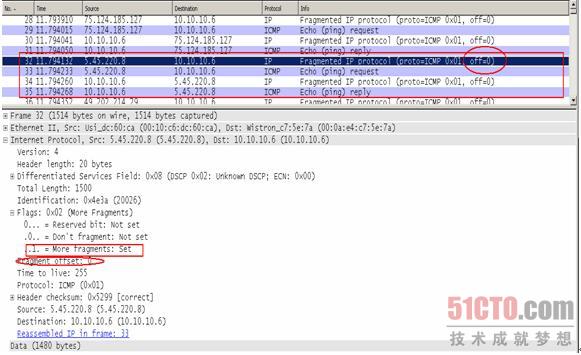 No. - Time Source Destination Protocol Info
28 11.793910 75.124.185.127 10.10.10.6 IP Fragmented IP protocol (proto=ICMP 0x01, off=0)
29 11.794015 75.124.185.127 10.10.10.6 ICMP Echo (ping) request
30 11.794041 10.10.10.6 75.124.185.127 IP Fragmented IP protocol (proto=ICMP 0x01, off=0)
31 11.794050 10.10.10.6 75.124.185.127 ICMP Echo (ping) reply
32 11.794132 5.45.220.8 10.10.10.6 IP Fragmented IP protocol (proto=ICMP 0x01, off=0)
33 11.794233 5.45.220.8 10.10.10.6 ICMP Echo (ping) request
34 11.794260 10.10.10.6 5.45.220.8 IP Fragmented IP protocol (proto=ICMP 0x01, off=0)
35 11.794268 10.10.10.6 5.45.220.8 ICMP Echo (ping) reply
36 11.794352 49.202.214.29 10.10.10.6 IP Fragmented IP protocol (proto=ICMP 0x01, off=0)
Frame 32 (1514 bytes on wire, 1514 bytes captured)
Ethernet II, Src: Usi_dc:60:ca (00:10:c6:dc:60:ca), Dst: Wistron_c7:5e:7a (00:0a:e4:c7:5e:7a)
Internet Protocol, Src: 5.45.220.8 (5.45.220.8), Dst: 10.10.10.6 (10.10.10.6)
Version: 4
Header length: 20 bytes
Differentiated Services Field: 0x08 (DSCP 0x02: Unknown DSCP; ECN: 0x00)
Total Length: 1500
Identification: 0x4e3a (20026)
Flags: 0x02 (More Fragments)
0... = Reserved bit: Not set
.0.. = Don't fragment: Not set
..1. = More fragments: Set
Fragment offset: 0
Time to live: 255
Protocol: ICMP (0x01)
Header checksum: 0x5299 [correct]
Source: 5.45.220.8 (5.45.220.8)
Destination: 10.10.10.6 (10.10.10.6)
Reassembled IP in frame: 33
Data (1480 bytes)
51CTO.com
技术成就梦想